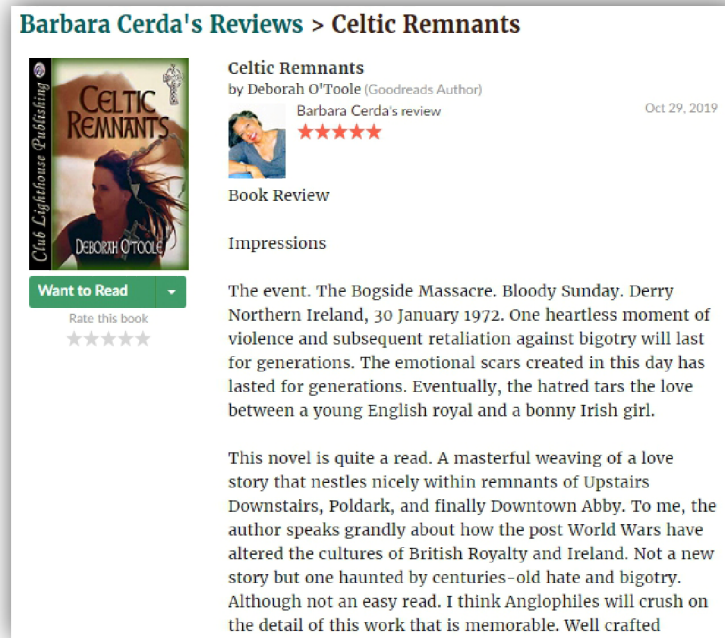 Barbara Cerda's Reviews > Celtic Remnants
Club Lighthouse Publishing
CELTIC
REMNANTS
DEBORAH O'TOOLE
Want to Read
Rate this book
Celtic Remnants
by Deborah O'Toole (Goodreads Author)
Barbara Cerda's review
Oct 29, 2019
Book Review
Impressions
The event. The Bogside Massacre. Bloody Sunday. Derry
Northern Ireland, 30 January 1972. One heartless moment of
violence and subsequent retaliation against bigotry will last
for generations. The emotional scars created in this day has
lasted for generations. Eventually, the hatred tars the love
between a young English royal and a bonny Irish girl.
This novel is quite a read. A masterful weaving of a love
story that nestles nicely within remnants of Upstairs
Downstairs, Poldark, and finally Downtown Abby. To me, the
author speaks grandly about how the post World Wars have
altered the cultures of British Royalty and Ireland. Not a new
story but one haunted by centuries-old hate and bigotry.
Although not an easy read. I think Anglophiles will crush on
the detail of this work that is memorable. Well crafted